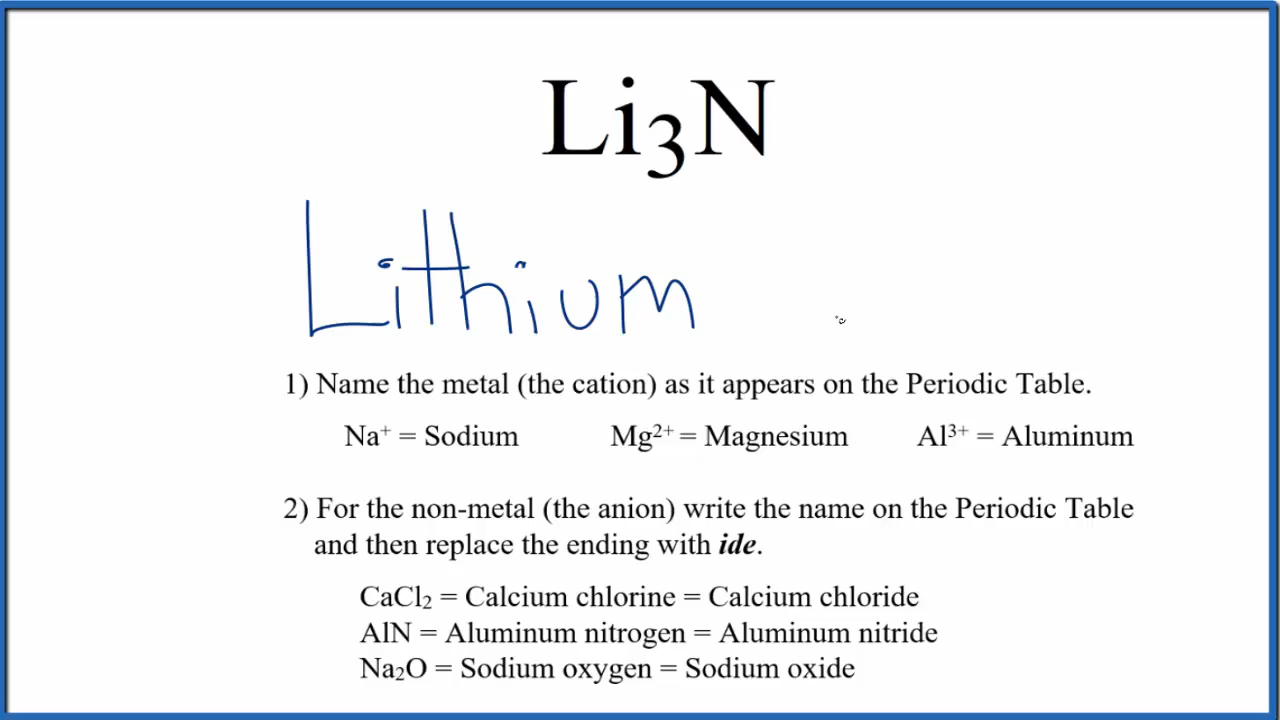 Li₃N
Lithium
1) Name the metal (the cation) as it appears on the Periodic Table.
Na⁺ = Sodium Mg²⁺ = Magnesium Al³⁺ = Aluminum
2) For the non-metal (the anion) write the name on the Periodic Table
and then replace the ending with ide.
CaCl₂ = Calcium chlorine = Calcium chloride
AlN = Aluminum nitrogen = Aluminum nitride
Na₂O = Sodium oxygen = Sodium oxide